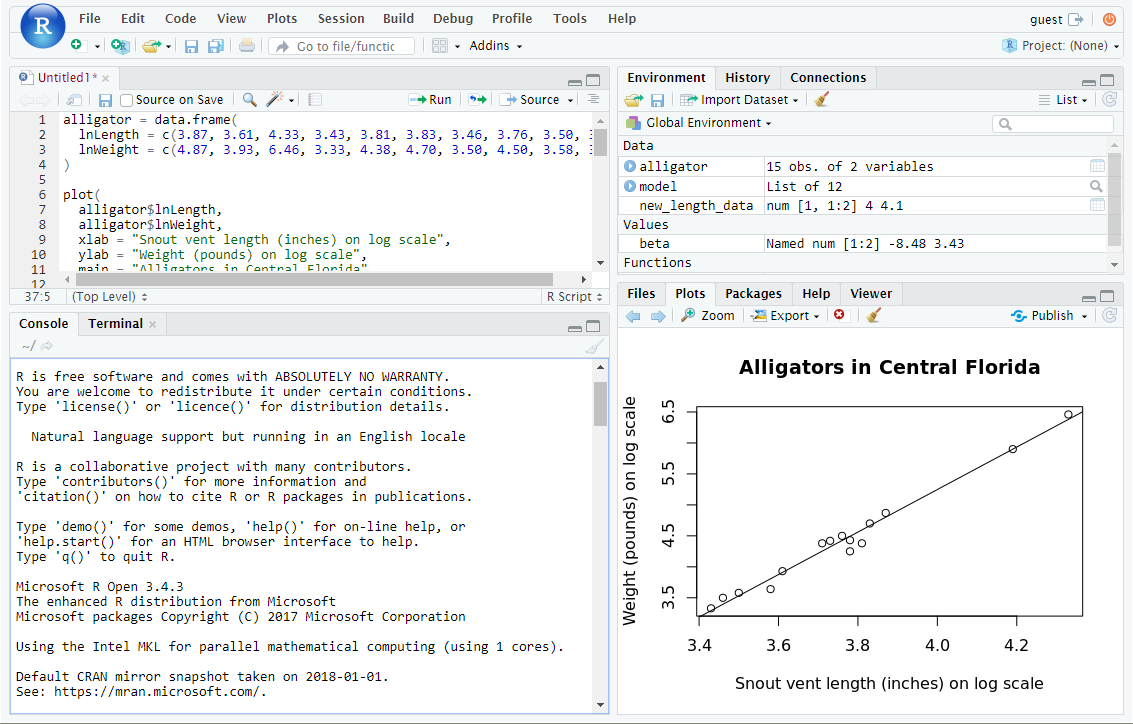 R
File Edit Code View Plots Session Build Debug Profile Tools Help
guest
R
Go to file/functic
Addins
R Project: (None)
Untitled1*
Source on Save
Run
Source
1 alligator = data.frame(
2 lnLength = c(3.87, 3.61, 4.33, 3.43, 3.81, 3.83, 3.46, 3.76, 3.50,
3 lnWeight = c(4.87, 3.93, 6.46, 3.33, 4.38, 4.70, 3.50, 4.50, 3.58,
4 )
5
6 plot(
7 alligator$lnLength,
8 alligator$lnWeight,
9 xlab = "Snout vent length (inches) on log scale",
10 ylab = "Weight (pounds) on log scale",
11 main = "Alligators in Central Florida"
12
37:5 (Top Level) R Script
Console Terminal
~/
R is free software and comes with ABSOLUTELY NO WARRANTY.
You are welcome to redistribute it under certain conditions.
Type 'license()' or 'licence()' for distribution details.
Natural language support but running in an English locale
R is a collaborative project with many contributors.
Type 'contributors()' for more information and
'citation()' on how to cite R or R packages in publications.
Type 'demo()' for some demos, 'help()' for on-line help, or
'help.start()' for an HTML browser interface to help.
Type 'q()' to quit R.
Microsoft R Open 3.4.3
The enhanced R distribution from Microsoft
Microsoft packages Copyright (C) 2017 Microsoft Corporation
Using the Intel MKL for parallel mathematical computing (using 1 cores).
Default CRAN mirror snapshot taken on 2018-01-01.
See: https://mran.microsoft.com/.
Environment History Connections
Import Dataset
List
Global Environment
Data
alligator 15 obs. of 2 variables
model List of 12
new_length_data num [1, 1:2] 4 4.1
Values
beta Named num [1:2] -8.48 3.43
Functions
Files Plots Packages Help Viewer
Zoom Export
Publish
Alligators in Central Florida
Weight (pounds) on log scale
6.5
5.5
4.5
3.5
3.4 3.6 3.8 4.0 4.2
Snout vent length (inches) on log scale